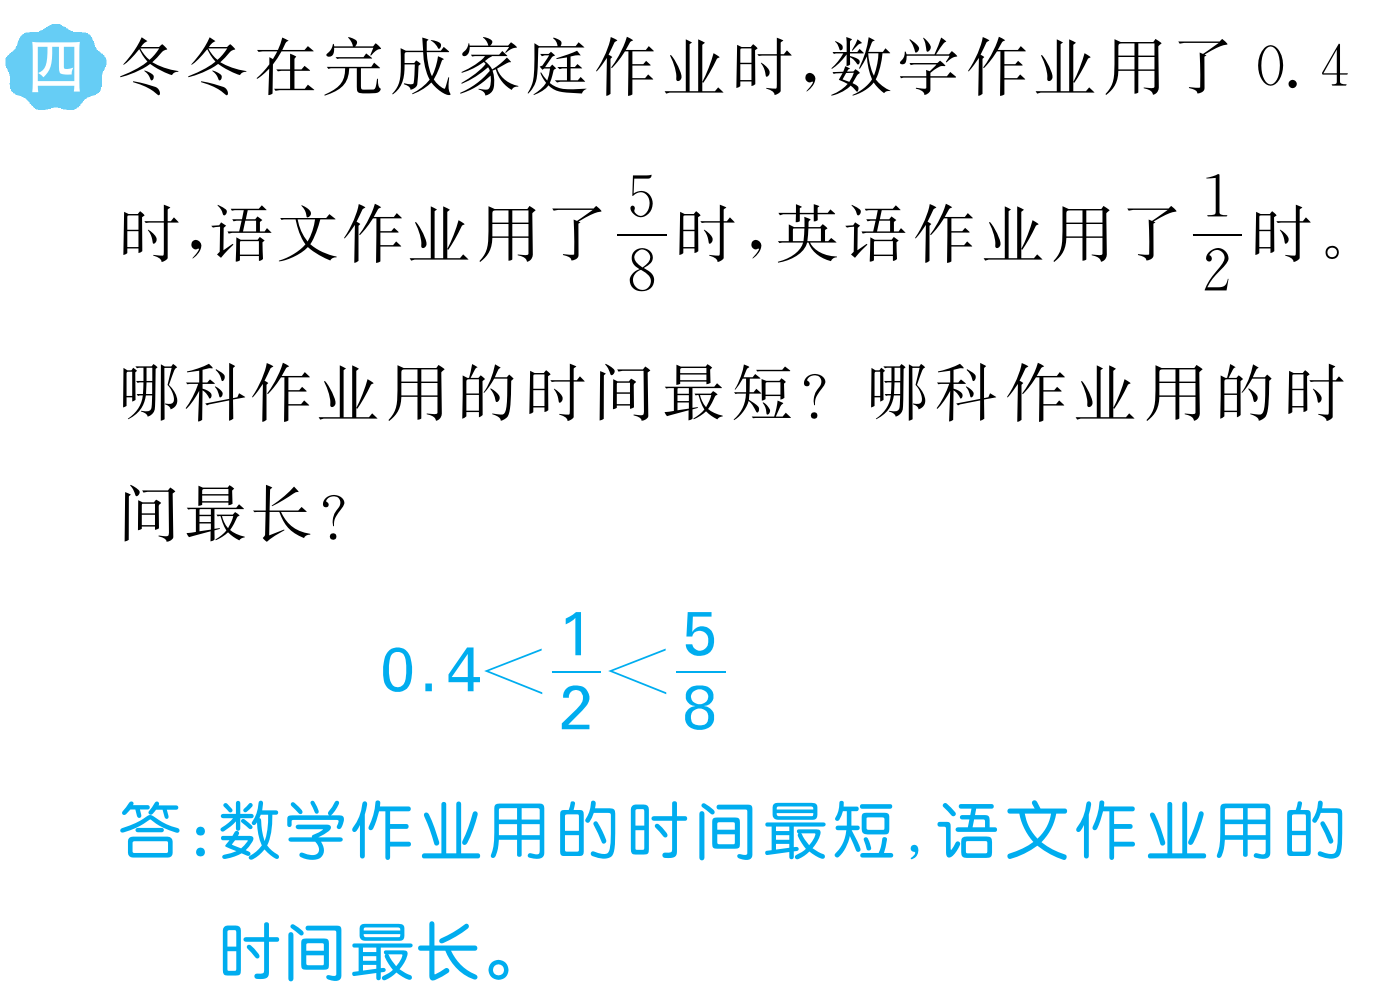 四 冬冬在完成家庭作业时,数学作业用了 0.4
时,语文作业用了5/8时,英语作业用了1/2时。
哪科作业用的时间最短? 哪科作业用的时
间最长?
0.4<1/2<5/8
答:数学作业用的时间最短,语文作业用的
时间最长。